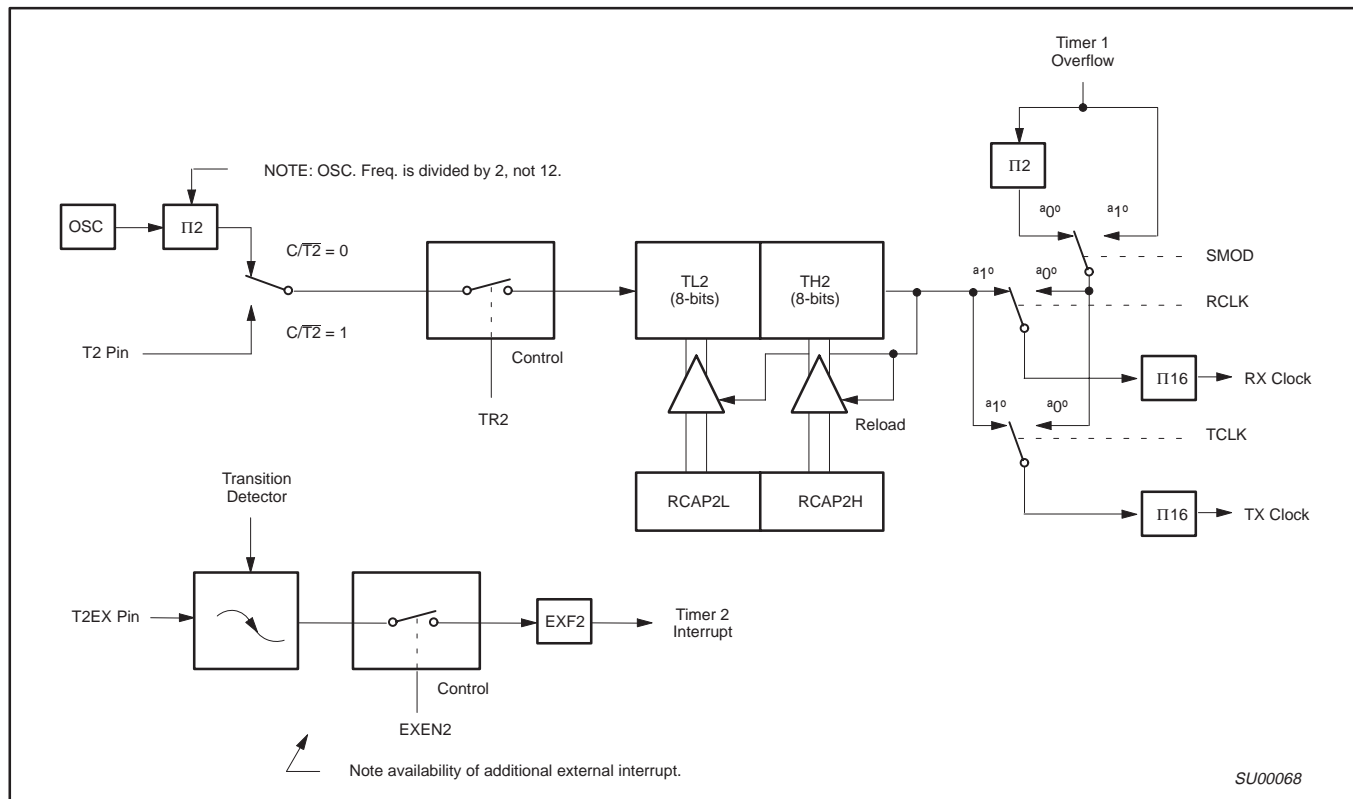 Timer 1
Overflow
NOTE: OSC. Freq. is divided by 2, not 12.
Π2
OSC
Π2
ª0º
ª1º
C/T2 = 0
SMOD
TL2
(8-bits)
TH2
(8-bits)
ª1º
ª0º
RCLK
C/T2 = 1
T2 Pin
Control
Π16
RX Clock
TR2
Reload
ª1º
ª0º
TCLK
Transition
Detector
RCAP2L
RCAP2H
Π16
TX Clock
T2EX Pin
EXF2
Timer 2
Interrupt
Control
EXEN2
Note availability of additional external interrupt.
SU00068